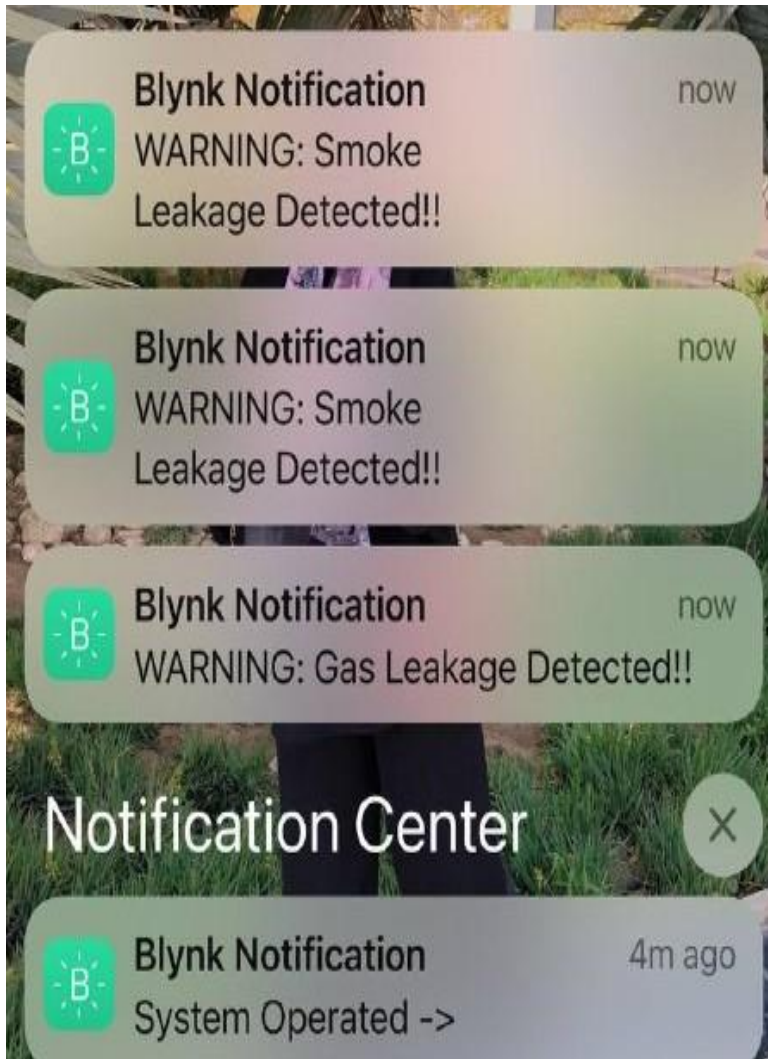 Blynk Notification now
WARNING: Smoke
Leakage Detected!!
Blynk Notification now
WARNING: Smoke
Leakage Detected!!
Blynk Notification now
WARNING: Gas Leakage Detected!!
Notification Center
Blynk Notification 4m ago
System Operated ->